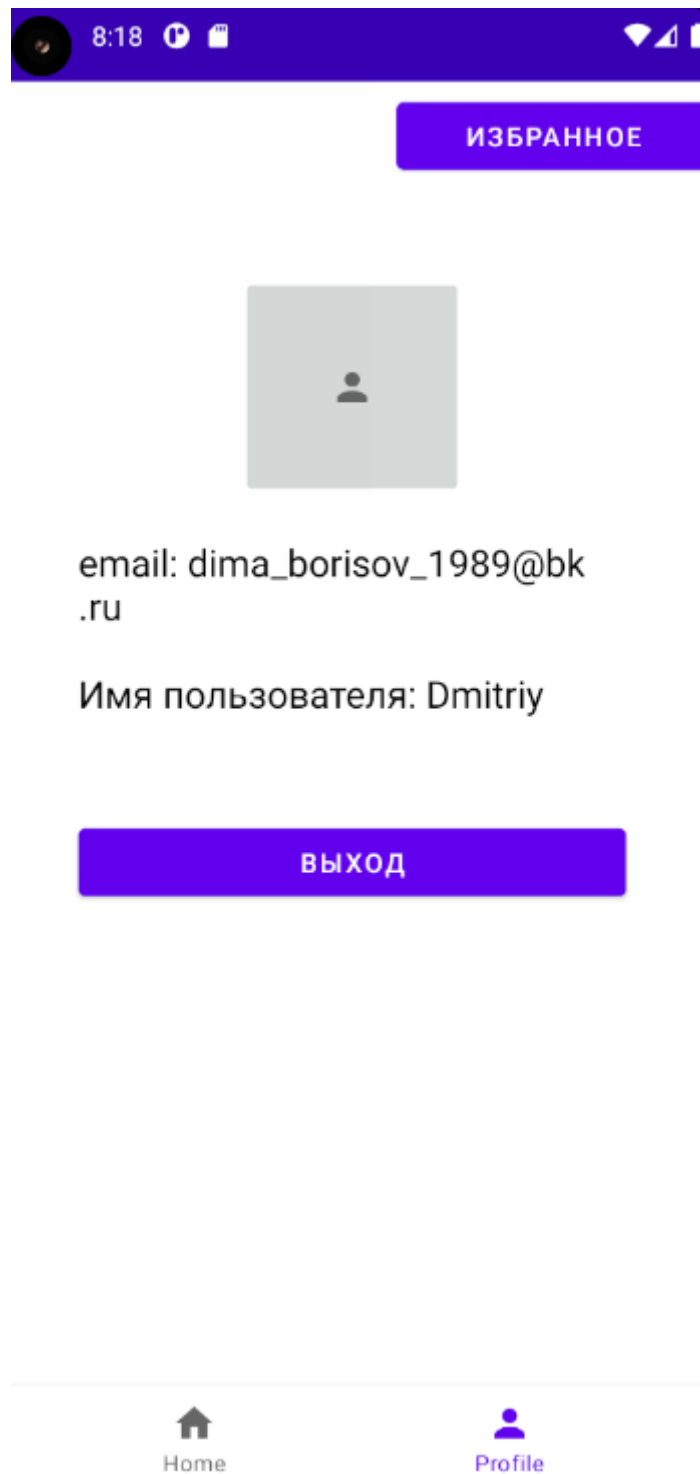 8:18
ИЗБРАННОЕ
email: dima_borisov_1989@bk
.ru
Имя пользователя: Dmitriy
ВЫХОД
Home
Profile